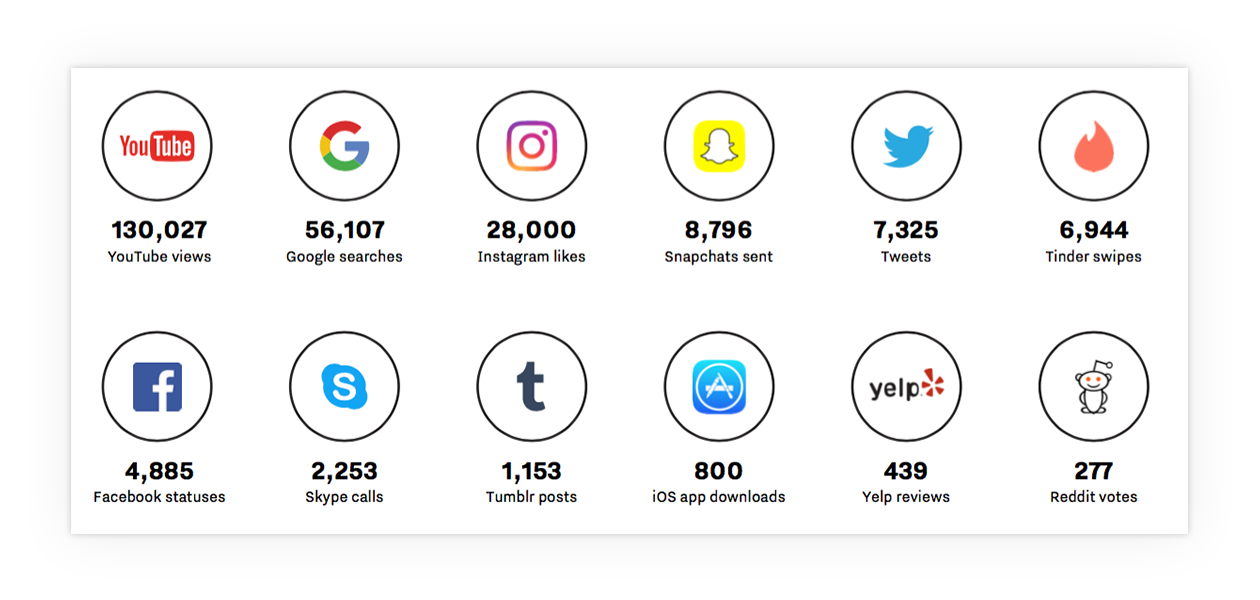 YouTube
G
S
t
yelp
130,027
YouTube views
56,107
Google searches
28,000
Instagram likes
8,796
Snapchats sent
7,325
Tweets
6,944
Tinder swipes
f
4,885
Facebook statuses
2,253
Skype calls
1,153
Tumblr posts
800
iOS app downloads
439
Yelp reviews
277
Reddit votes